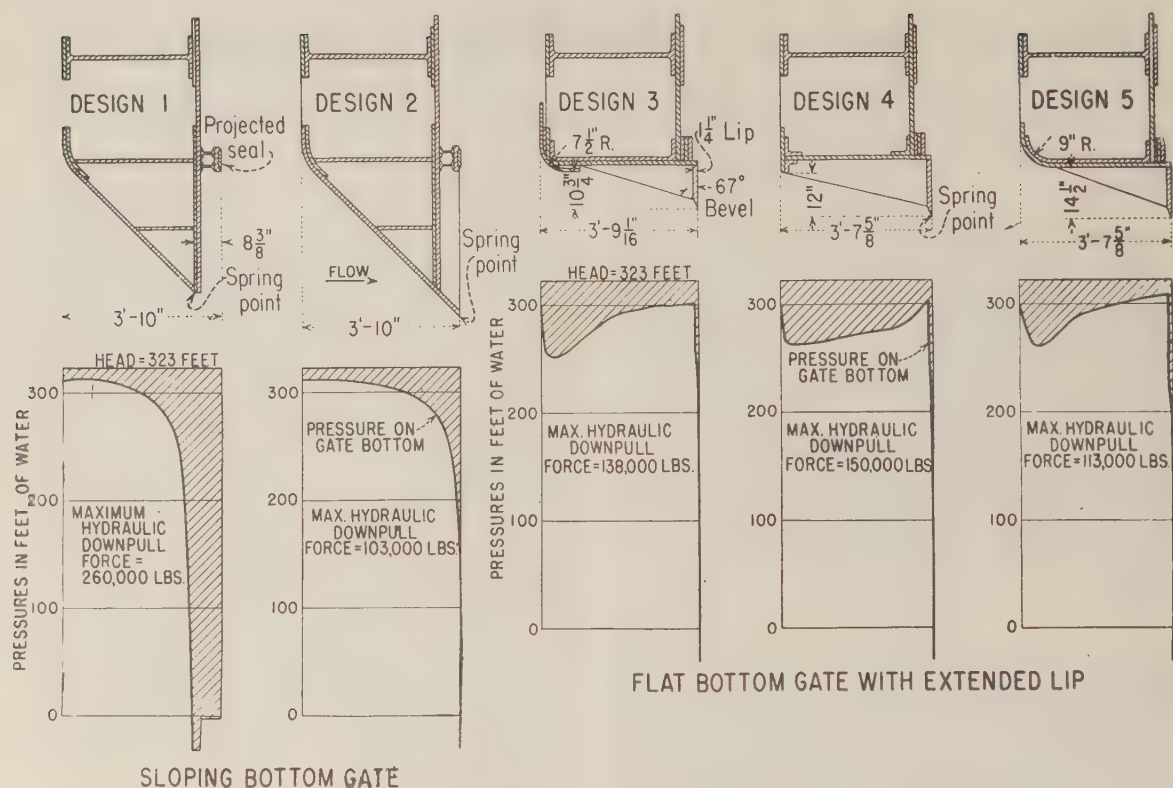 DESIGN 1
Projected
seal
8 3/8"
Spring
point
3'-10"
DESIGN 2
FLOW
Spring
point
3'-10"
DESIGN 3
7 1/2" R.
1 1/4" Lip
10 3/4"
67°
Bevel
3'-9 1/16"
DESIGN 4
12"
Spring
point
3'-7 5/8"
DESIGN 5
9" R.
14 1/2"
3'-7 5/8"
HEAD=323 FEET
300
200
100
0
PRESSURES IN FEET OF WATER
MAXIMUM
HYDRAULIC
DOWNPULL
FORCE=
260,000 LBS.
300
200
100
0
PRESSURE ON
GATE BOTTOM
MAX. HYDRAULIC
DOWNPULL
FORCE=103,000 LBS.
SLOPING BOTTOM GATE
HEAD=323 FEET
300
200
100
0
PRESSURES IN FEET OF WATER
MAX. HYDRAULIC
DOWNPULL
FORCE=138,000 LBS.
300
200
100
0
PRESSURE ON
GATE BOTTOM
MAX. HYDRAULIC
DOWNPULL
FORCE=150,000 LBS
300
200
100
0
MAX. HYDRAULIC
DOWNPULL
FORCE=113,000 LBS.
FLAT BOTTOM GATE WITH EXTENDED LIP